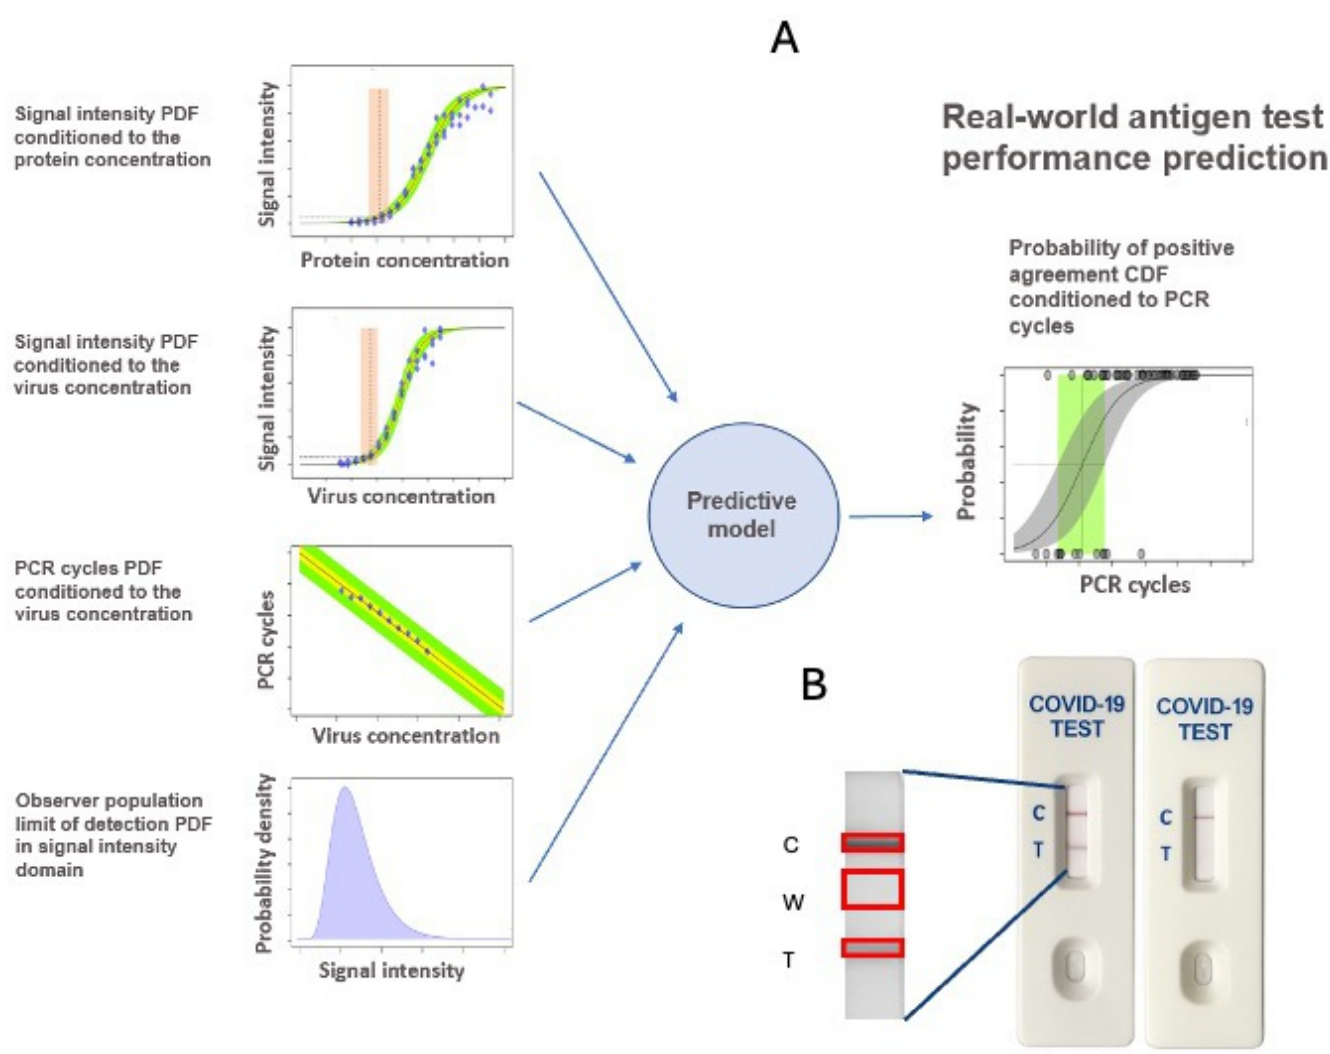 A
Real-world antigen test
performance prediction
Signal intensity PDF
conditioned to the
protein concentration
Signal intensity
Protein concentration
Signal intensity PDF
conditioned to the
virus concentration
Signal intensity
Virus concentration
PCR cycles PDF
conditioned to the
virus concentration
PCR cycles
Virus concentration
Observer population
limit of detection PDF
in signal intensity
domain
Probability density
Signal intensity
Predictive
model
Probability of positive
agreement CDF
conditioned to PCR
cycles
Probability
PCR cycles
B
C
W
T
COVID-19
TEST
C
T
COVID-19
TEST
C
T